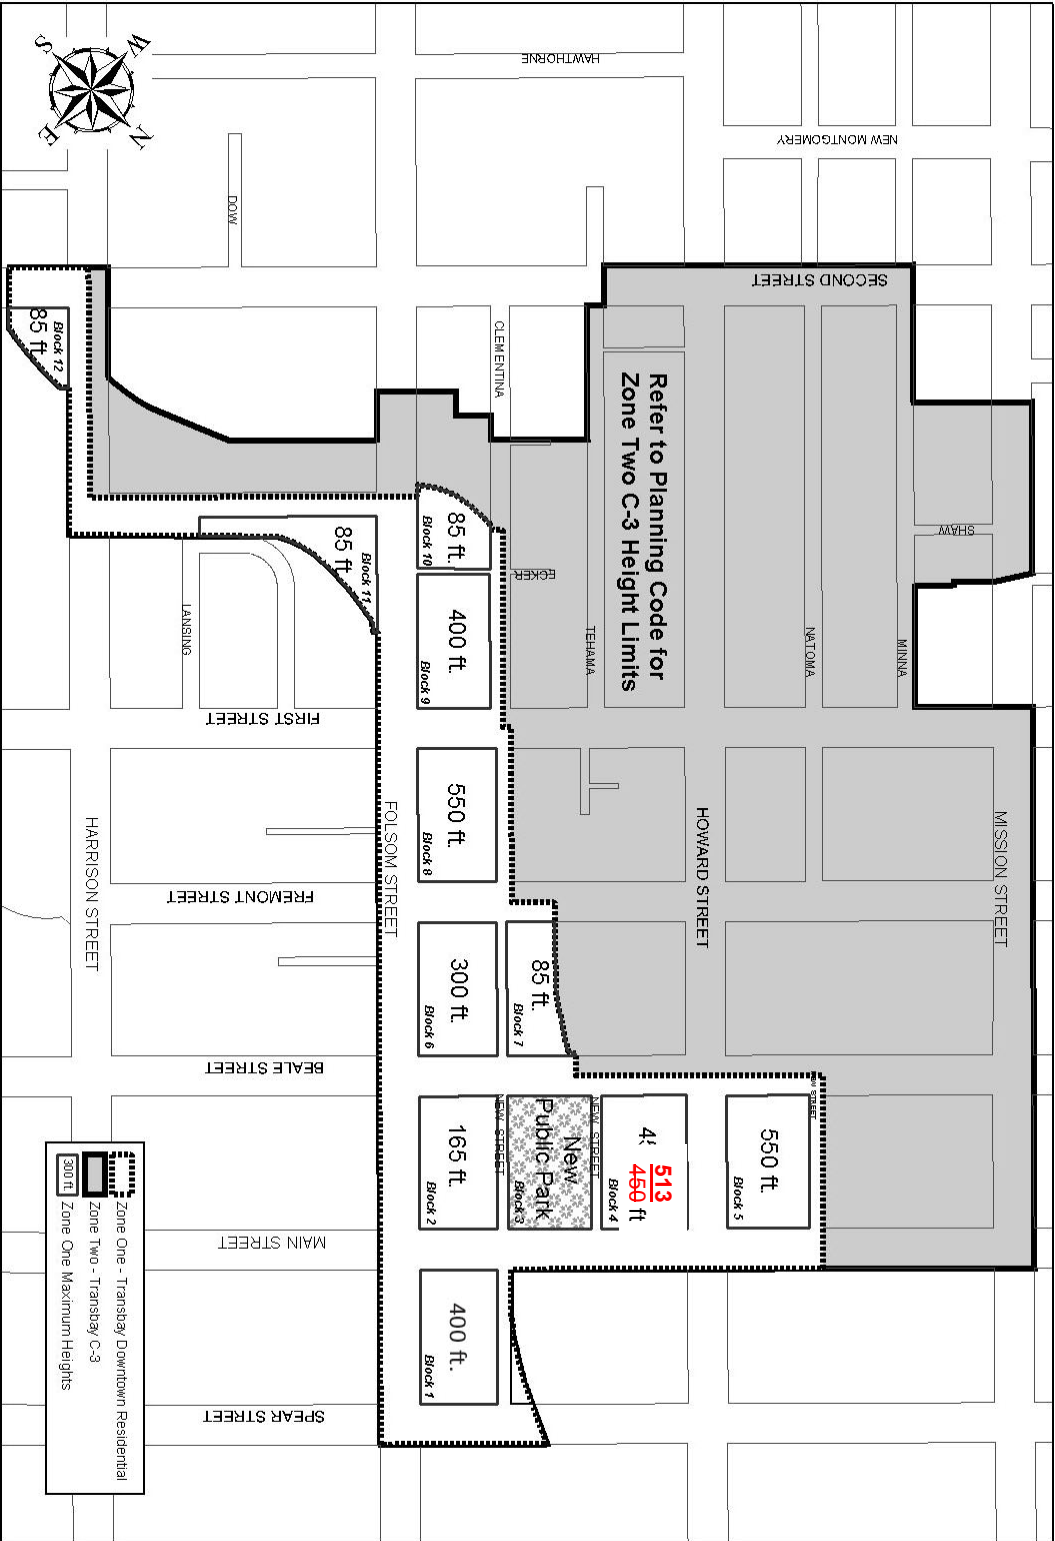 S
W
E
N
HAWTHORNE
NEW MONTGOMERY
DOW
SECOND STREET
CLEMENTINA
Block 12
85 ft.
Refer to Planning Code for
Zone Two C-3 Height Limits
SHAW
85 ft.
Block 10
ECKER
85 ft.
Block 11
400 ft.
Block 9
LANSING
TEHAMA
NATOMA
MINNA
FIRST STREET
550 ft.
Block 8
HARRISON STREET
FOLSOM STREET
HOWARD STREET
MISSION STREET
FREMONT STREET
300 ft.
Block 6
85 ft.
Block 7
BEALE STREET
NEW STREET
NEW STREET
165 ft.
Block 2
New
Public Park
Block 3
513
450 ft
Block 4
550 ft.
Block 5
MAIN STREET
400 ft.
Block 1
SPEAR STREET
Zone One - Transbay Downtown Residential
Zone Two - Transbay C-3
300 ft. Zone One Maximum Heights